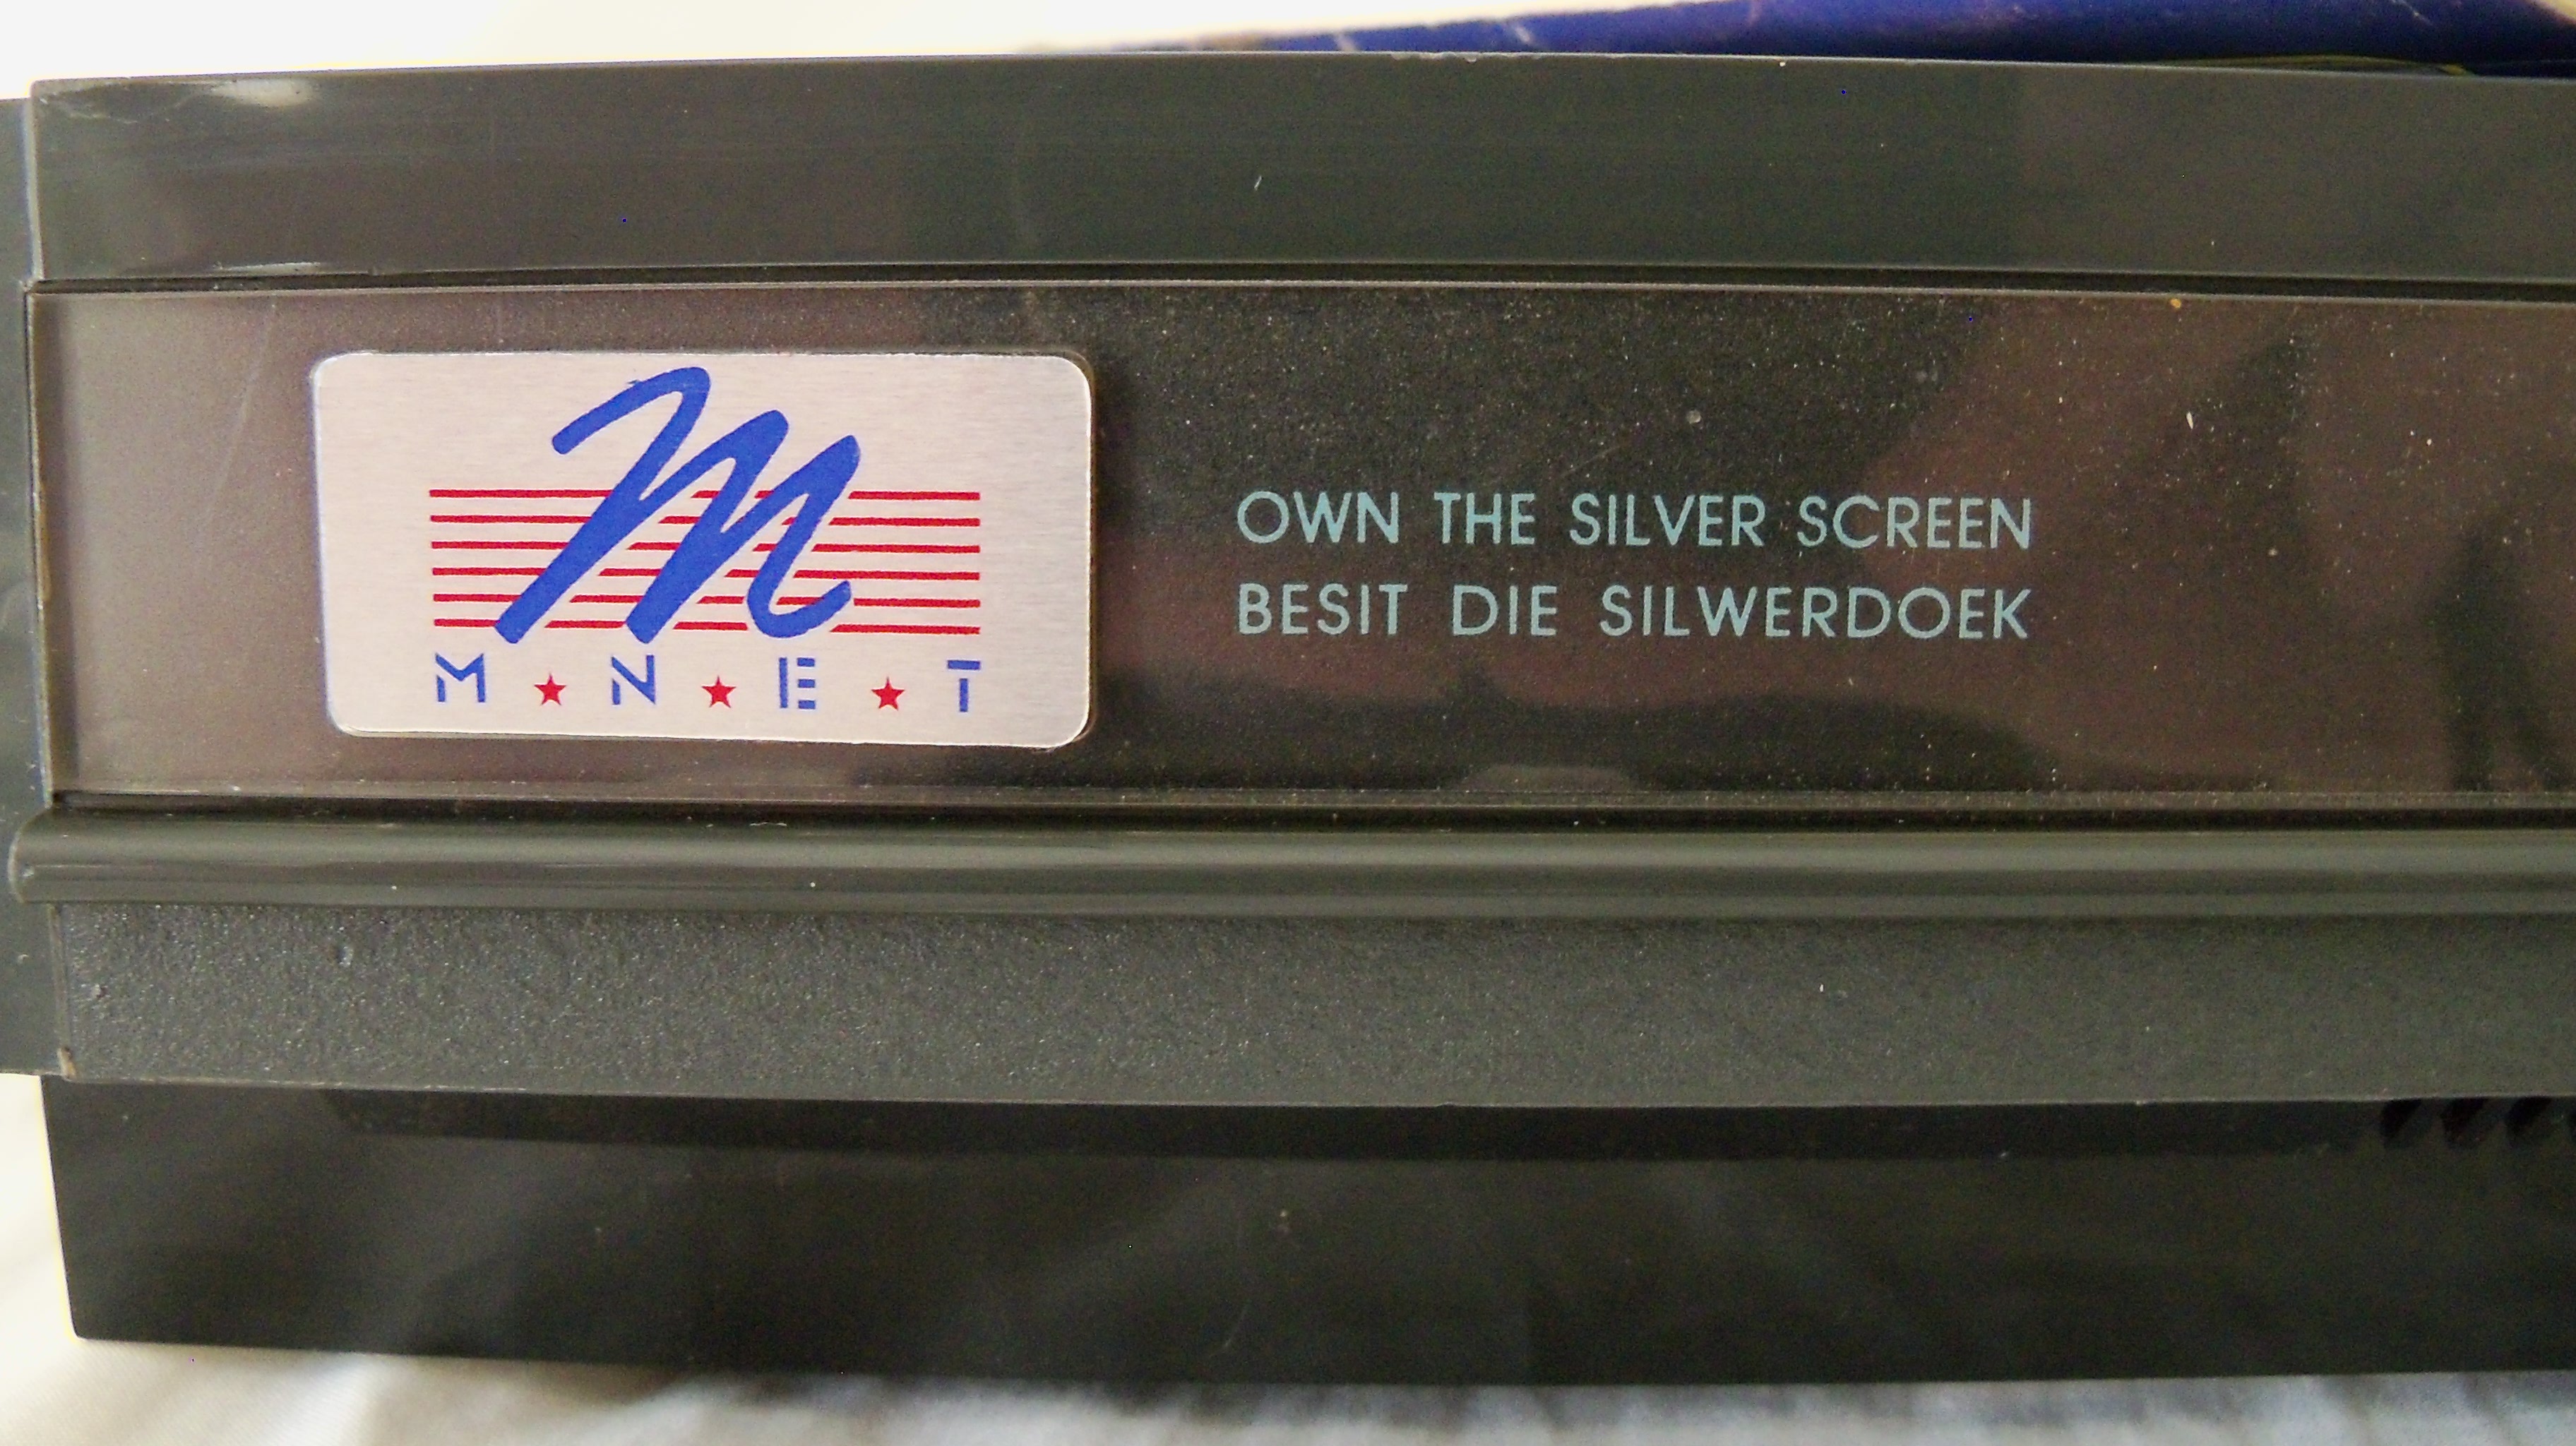 M★N★E★T
OWN THE SILVER SCREEN
BESIT DIE SILWERDOEK